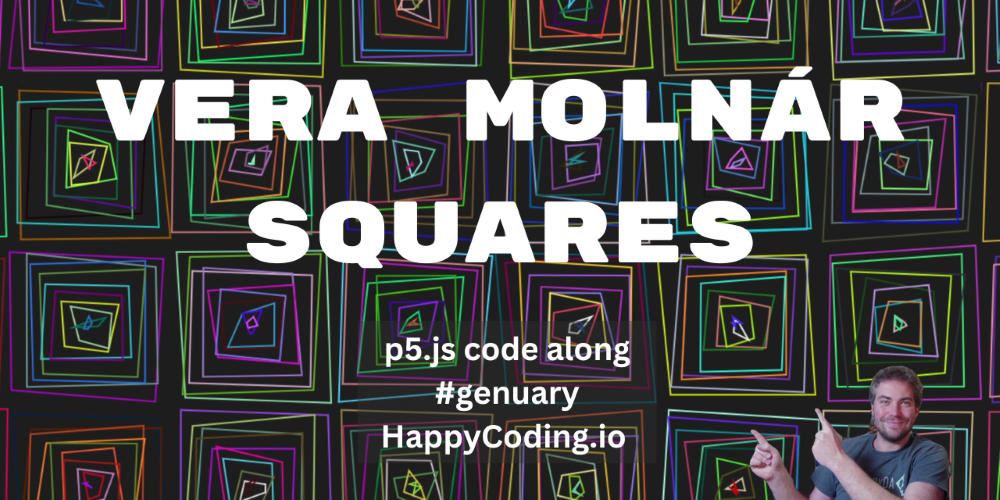 VERA MOLNÁR
SQUARES
p5.js code along
#genuary
HappyCoding.io